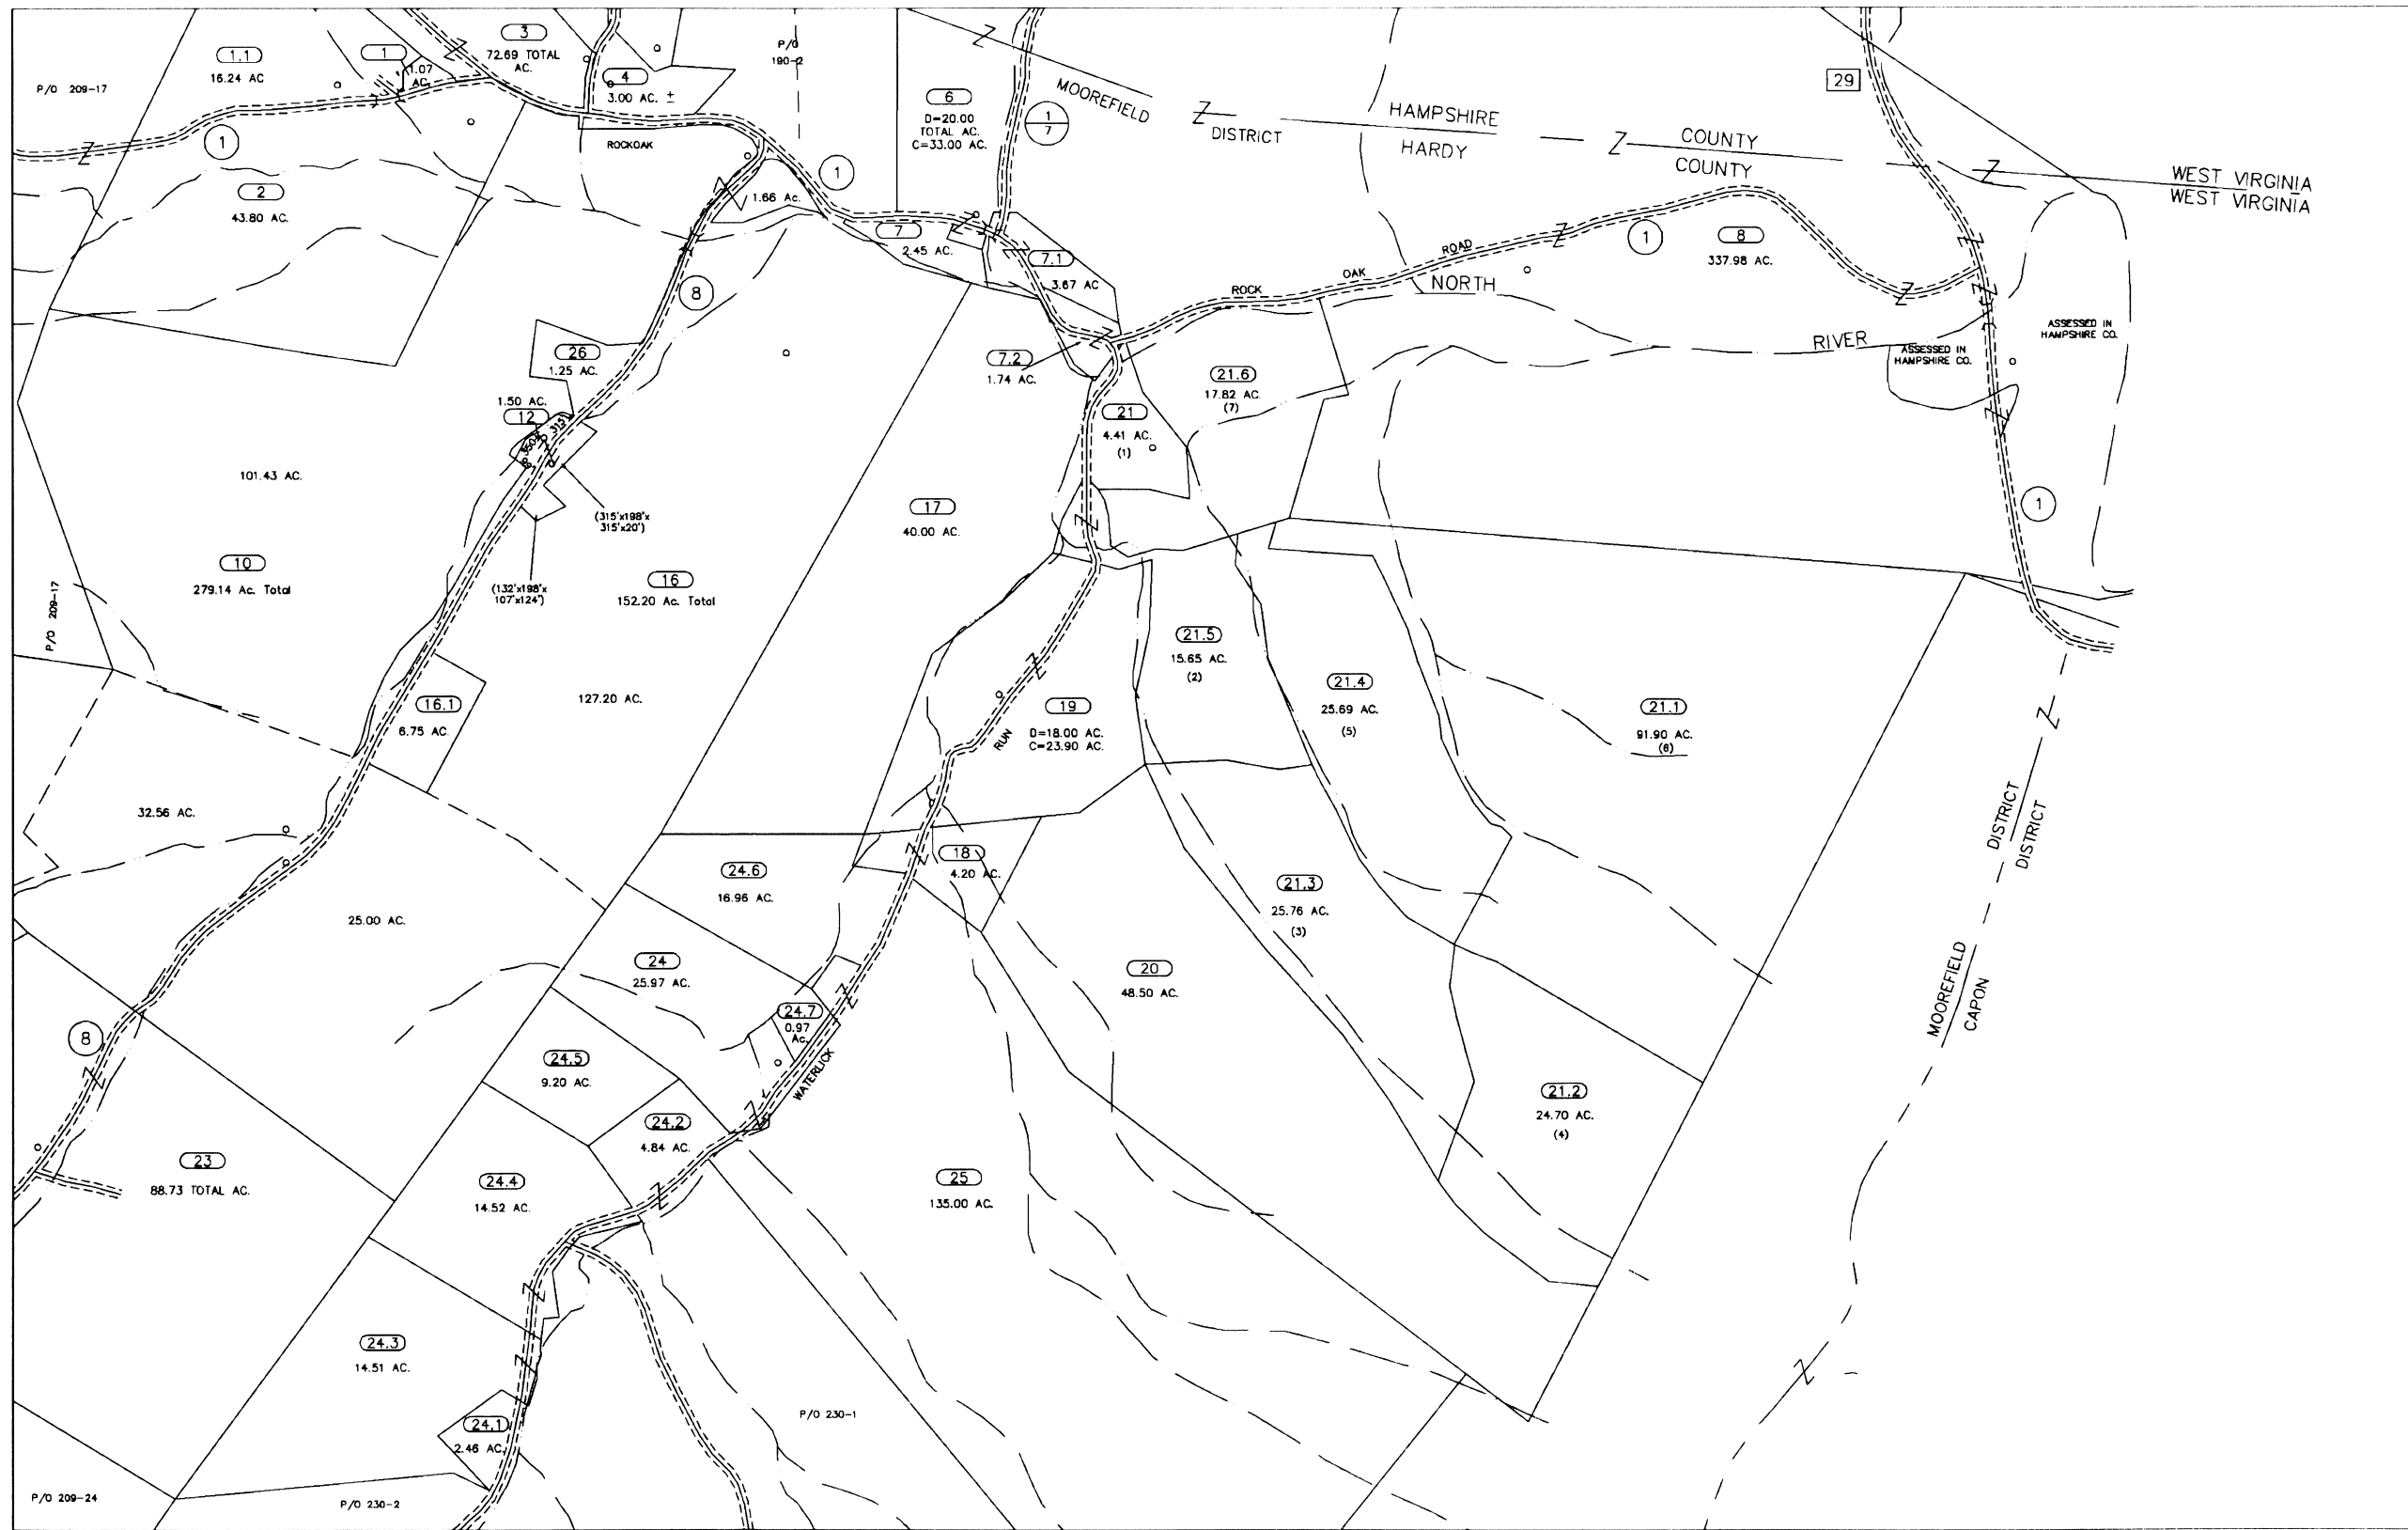 3
72.69 TOTAL
AC.
1.1
16.24 AC
1
1.07
AC.
P/O 209-17
4
3.00 AC. ±
P/O
190-2
6
D=20.00
TOTAL AC.
C=33.00 AC.
1
7
MOOREFIELD
DISTRICT
HAMPSHIRE
HARDY
COUNTY
COUNTY
29
WEST VIRGINIA
WEST VIRGINIA
1
ROCKOAK
1
2
43.80 AC.
1.66 Ac.
7
2.45 AC.
7.1
3.67 AC
8
ROCK OAK ROAD
1
8
337.98 AC.
NORTH
RIVER
ASSESSED IN
HAMPSHIRE CO.
ASSESSED IN
HAMPSHIRE CO.
26
1.25 AC.
7.2
1.74 AC.
21.6
17.82 AC.
(7)
1.50 AC.
12
315'
21
4.41 AC.
(1)
101.43 AC.
17
40.00 AC.
1
(315'x198'x
315'x20')
10
279.14 Ac. Total
(132'x198'x
107'x124')
16
152.20 Ac. Total
P/O 209-17
21.5
15.65 AC.
(2)
16.1
6.75 AC.
127.20 AC.
19
D=18.00 AC.
C=23.90 AC.
RUN
21.4
25.69 AC.
(5)
21.1
91.90 AC.
(6)
32.56 AC.
DISTRICT
DISTRICT
18
4.20 AC.
24.6
16.96 AC.
21.3
25.76 AC.
(3)
25.00 AC.
24
25.97 AC.
20
48.50 AC.
MOOREFIELD
CAPON
24.7
0.97
Ac.
8
24.5
9.20 AC.
WATERLICK
21.2
24.70 AC.
(4)
24.2
4.84 AC.
23
88.73 TOTAL AC.
24.4
14.52 AC.
25
135.00 AC.
24.3
14.51 AC.
24.1
2.46 AC.
P/O 230-1
P/O 209-24
P/O 230-2